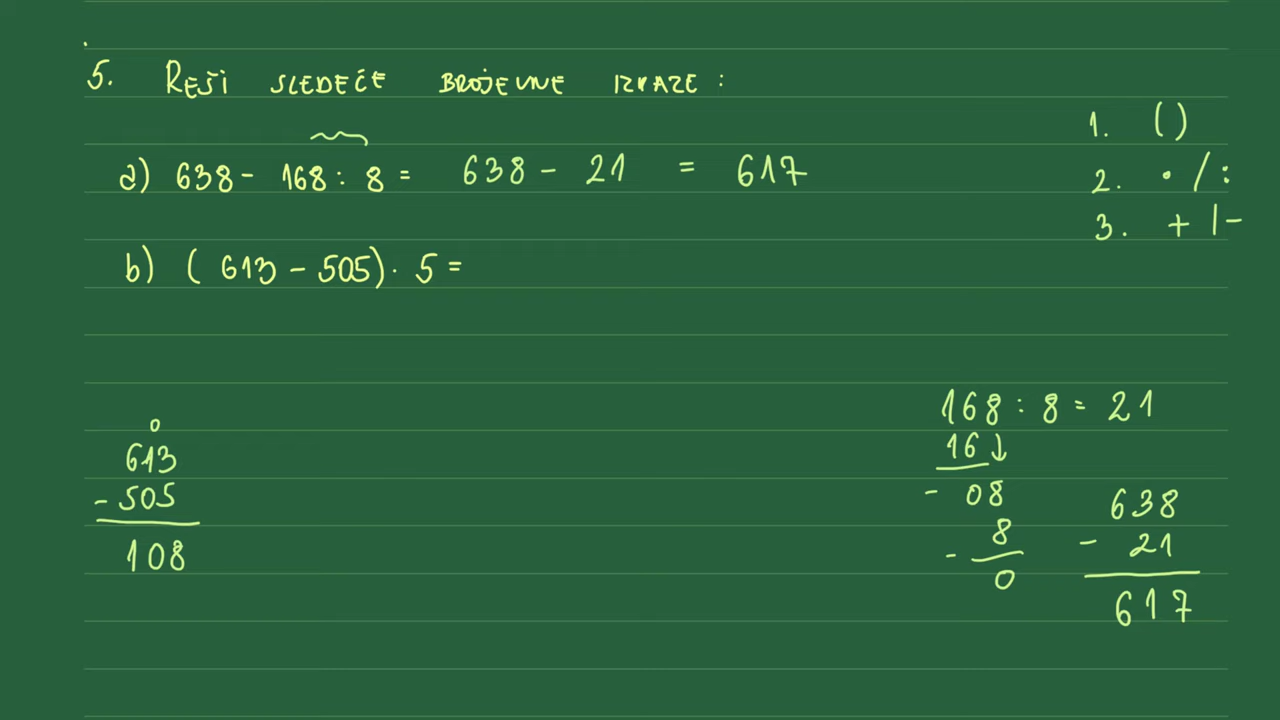 5. REŠI SLEDEĆE BROJEVNE IZRAZE :
1. ( )
a) 638 - 168 : 8 = 638 - 21 = 617
2. · / :
3. + | -
b) ( 613 - 505) · 5 =
168 : 8 = 21
16 ↓
- 08
8
- 0
0
613
- 505
108
638
- 21
617